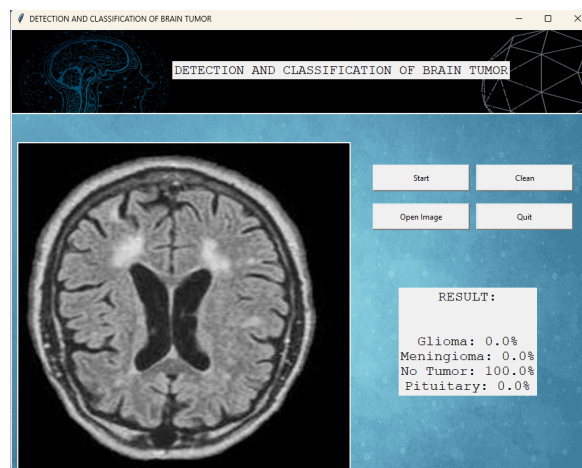 DETECTION AND CLASSIFICATION OF BRAIN TUMOR
DETECTION AND CLASSIFICATION OF BRAIN TUMOR
Start
Clean
Open Image
Quit
RESULT:
Glioma: 0.0%
Meningioma: 0.0%
No Tumor: 100.0%
Pituitary: 0.0%